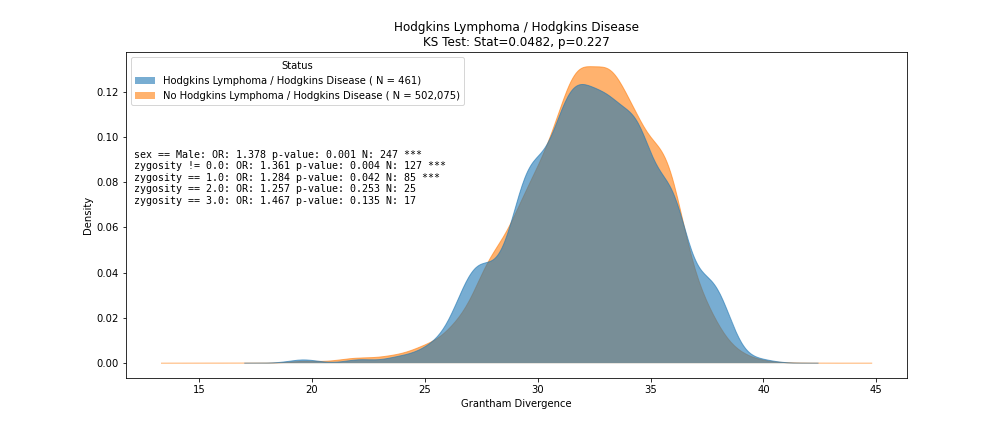 Hodgkins Lymphoma / Hodgkins Disease
KS Test: Stat=0.0482, p=0.227
Status
Hodgkins Lymphoma / Hodgkins Disease ( N = 461)
No Hodgkins Lymphoma / Hodgkins Disease ( N = 502,075)
sex == Male: OR: 1.378 p-value: 0.001 N: 247 ***
zygosity != 0.0: OR: 1.361 p-value: 0.004 N: 127 ***
zygosity == 1.0: OR: 1.284 p-value: 0.042 N: 85 ***
zygosity == 2.0: OR: 1.257 p-value: 0.253 N: 25
zygosity == 3.0: OR: 1.467 p-value: 0.135 N: 17
Density
0.12
0.10
0.08
0.06
0.04
0.02
0.00
15 20 25 30 35 40 45
Grantham Divergence